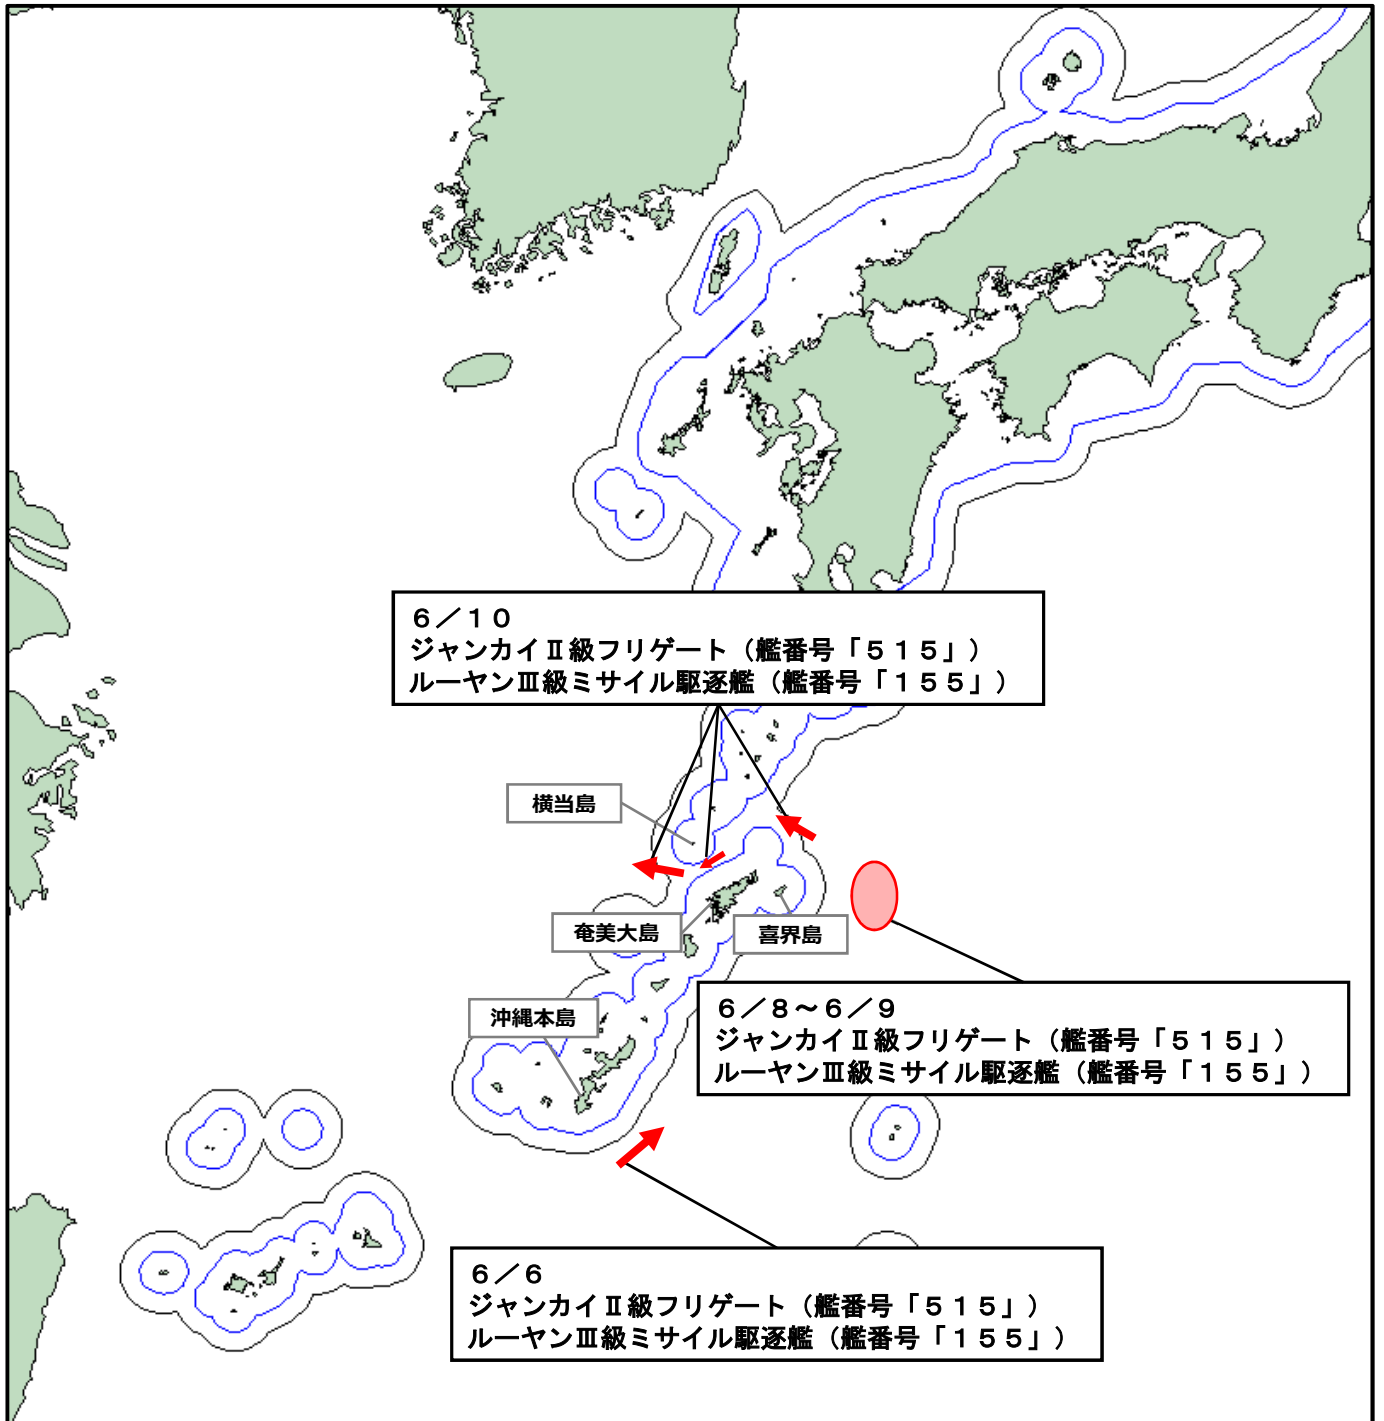 ６／１０
ジャンカイⅡ級フリゲート（艦番号「５１５」）
ルーヤンⅢ級ミサイル駆逐艦（艦番号「１５５」）
横当島
奄美大島
喜界島
沖縄本島
６／８～６／９
ジャンカイⅡ級フリゲート（艦番号「５１５」）
ルーヤンⅢ級ミサイル駆逐艦（艦番号「１５５」）
６／６
ジャンカイⅡ級フリゲート（艦番号「５１５」）
ルーヤンⅢ級ミサイル駆逐艦（艦番号「１５５」）